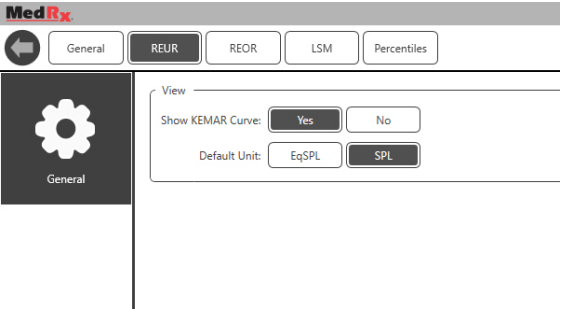 MedRx
General REUR REOR LSM Percentiles
View
Show KEMAR Curve: Yes No
Default Unit: EqSPL SPL
General